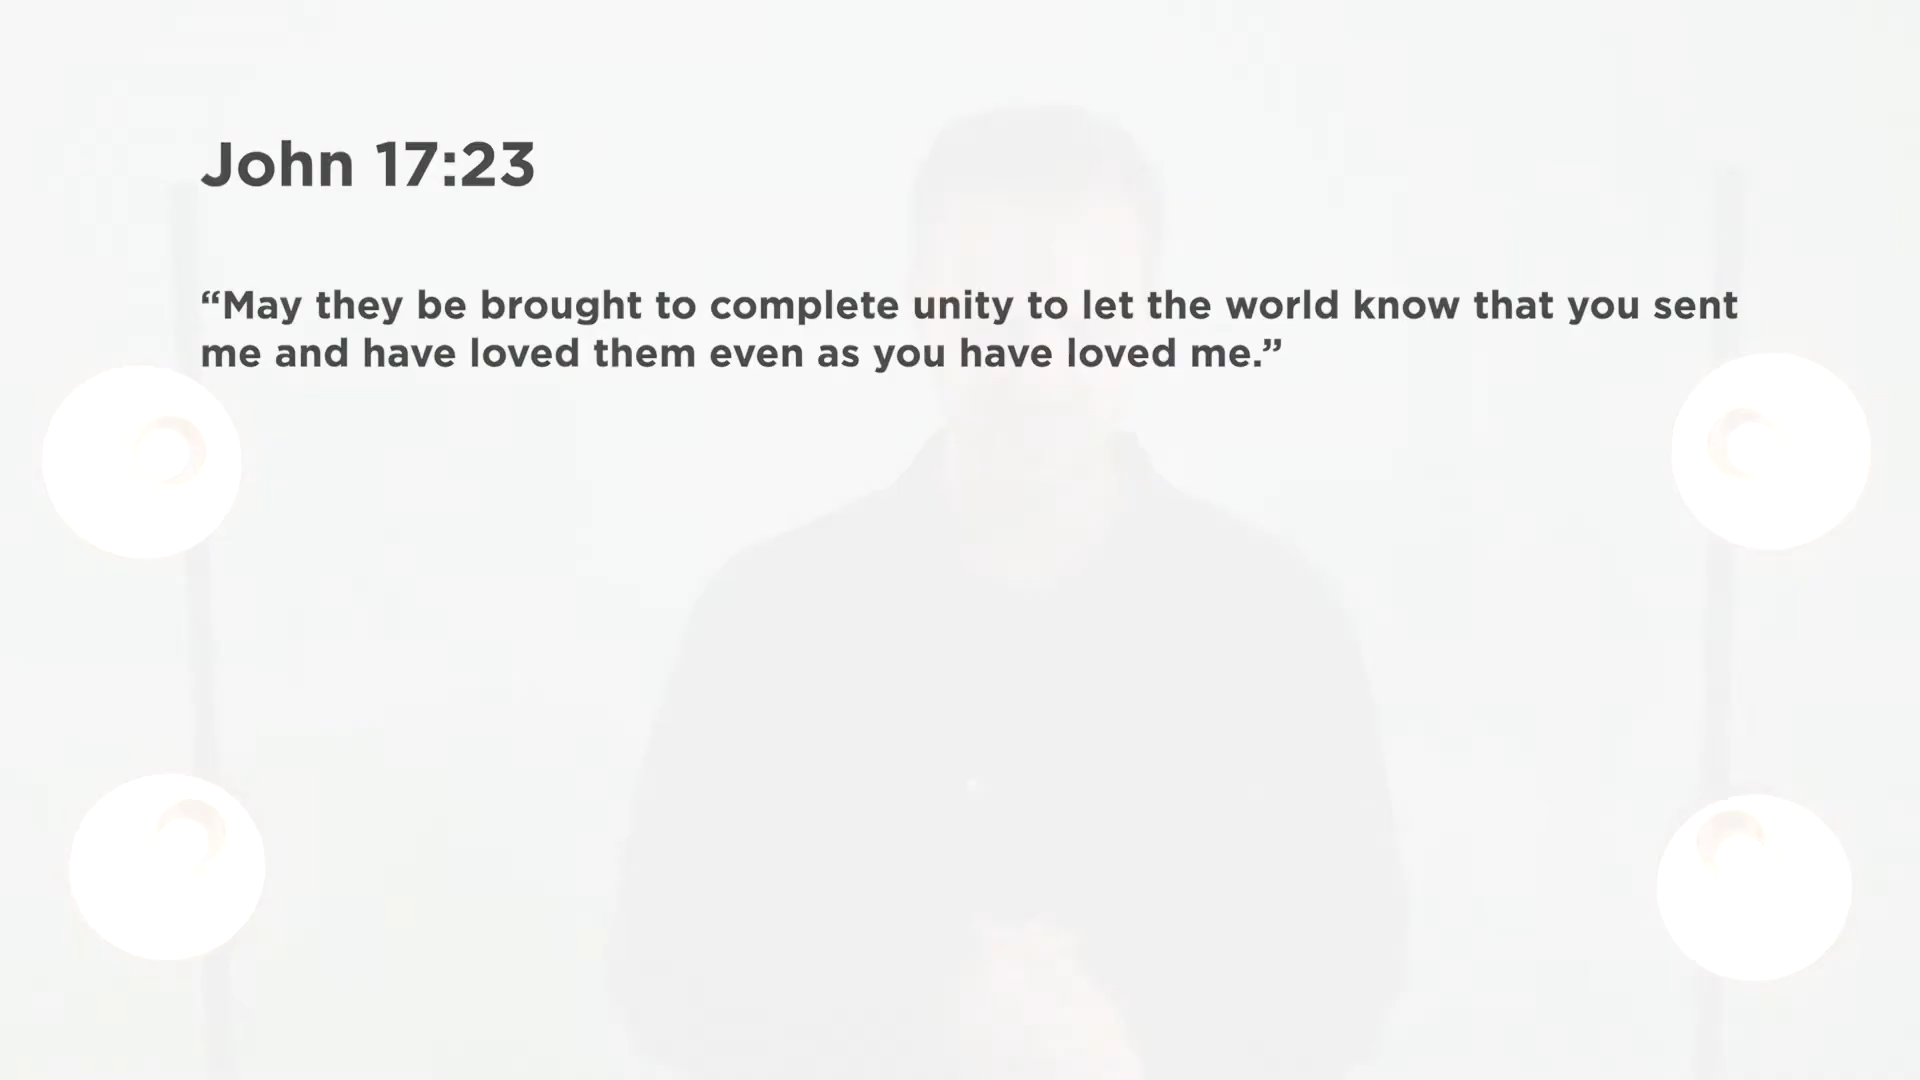 John 17:23
“May they be brought to complete unity to let the world know that you sent
me and have loved them even as you have loved me.”